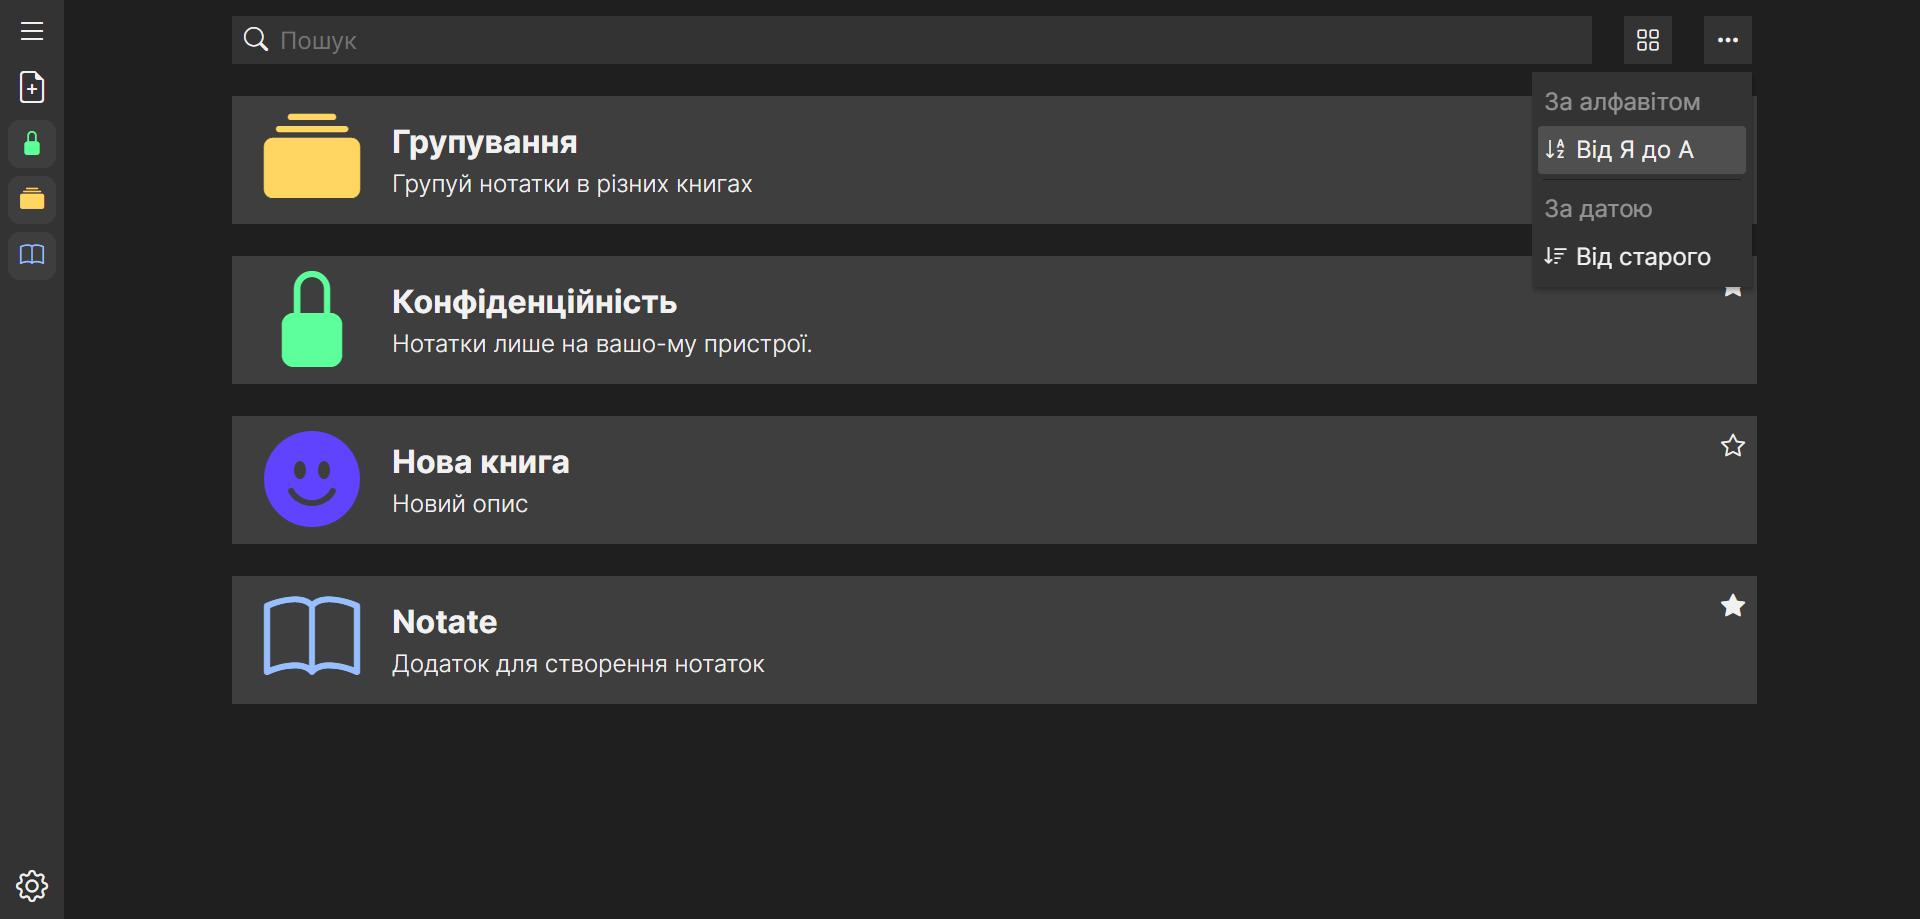 Пошук
За алфавітом
Від Я до А
За датою
Від старого
Групування
Групуй нотатки в різних книгах
Конфіденційність
Нотатки лише на вашо-му пристрої.
Нова книга
Новий опис
Notate
Додаток для створення нотаток